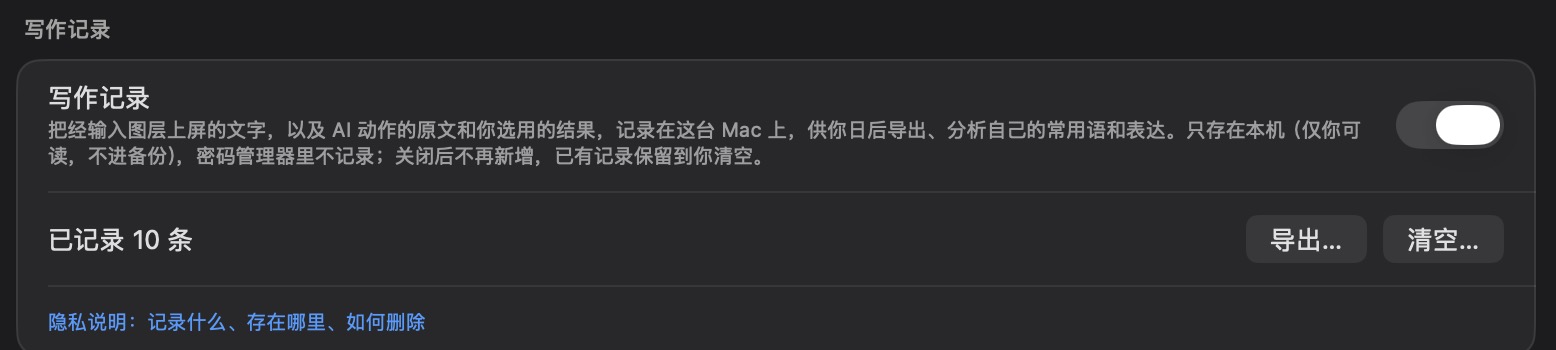 写作记录
写作记录
把经输入图层上屏的文字，以及 AI 动作的原文和你选用的结果，记录在这台 Mac 上，供你日后导出、分析自己的常用语和表达。只存在本机（仅你可
读，不进备份），密码管理器里不记录；关闭后不再新增，已有记录保留到你清空。
已记录 10 条
导出...
清空...
隐私说明：记录什么、存在哪里、如何删除